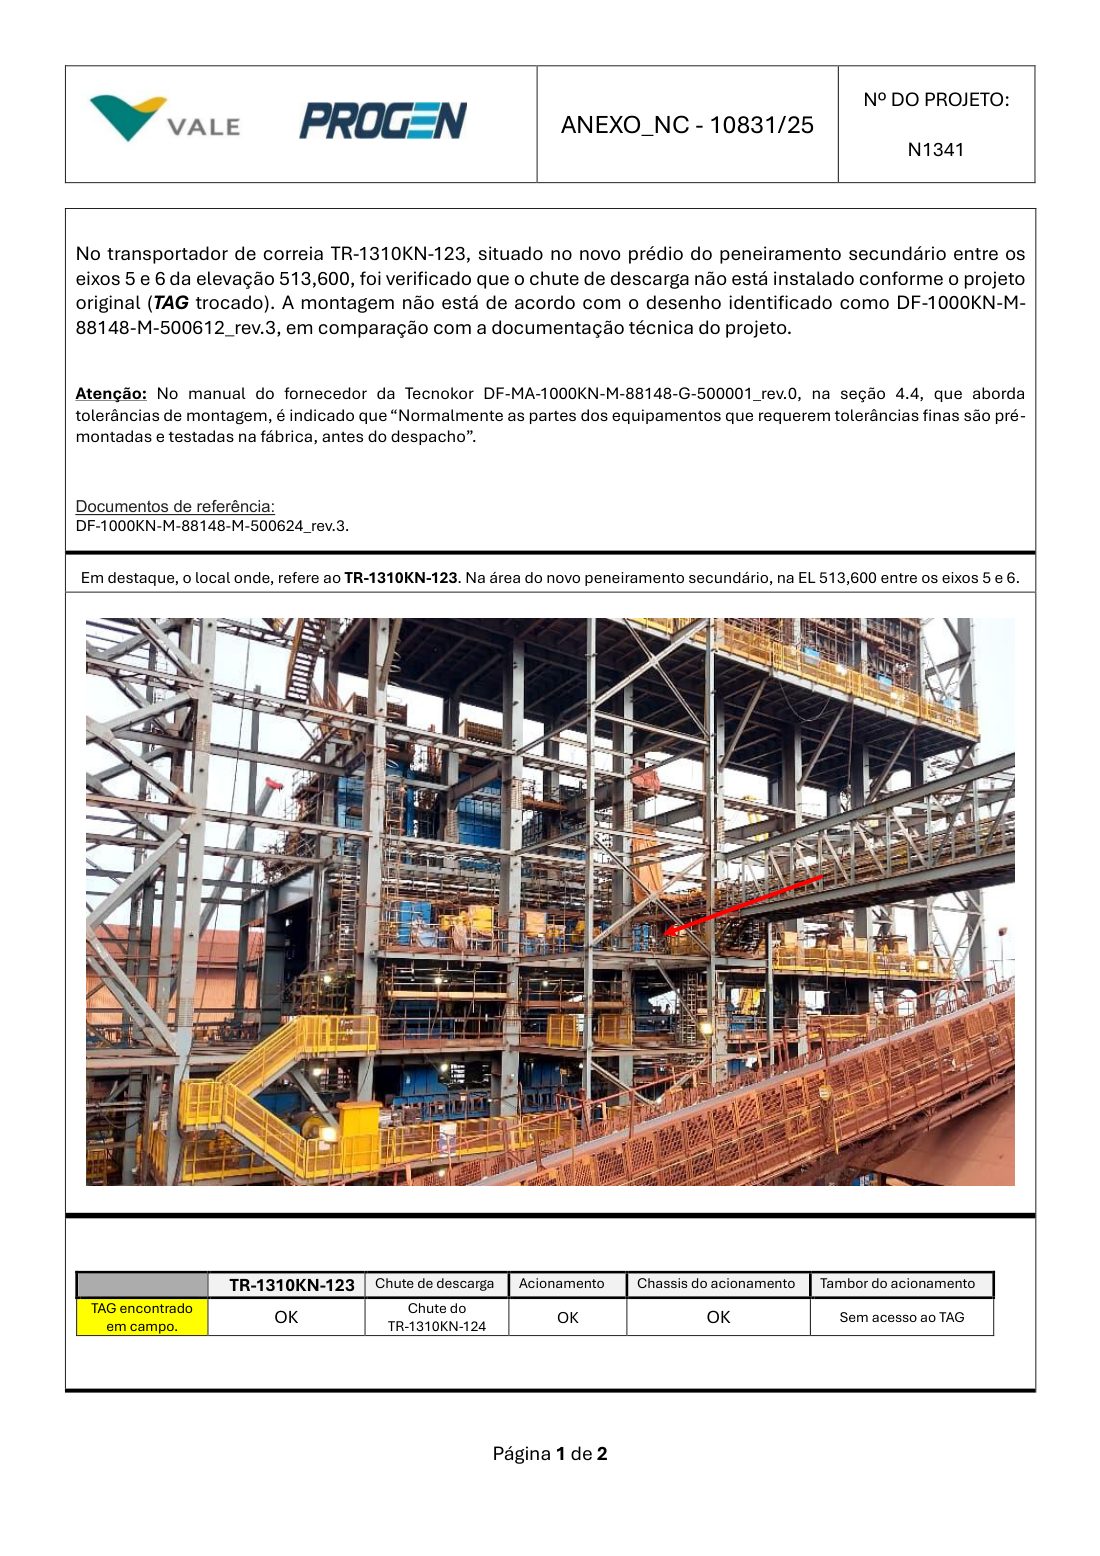 VALE
PROGEN
ANEXO_NC - 10831/25
Nº DO PROJETO:
N1341
No transportador de correia TR-1310KN-123, situado no novo prédio do peneiramento secundário entre os
eixos 5 e 6 da elevação 513,600, foi verificado que o chute de descarga não está instalado conforme o projeto
original (TAG trocado). A montagem não está de acordo com o desenho identificado como DF-1000KN-M-
88148-M-500612_rev.3, em comparação com a documentação técnica do projeto.
Atenção: No manual do fornecedor da Tecnokor DF-MA-1000KN-M-88148-G-500001_rev.0, na seção 4.4, que aborda
tolerâncias de montagem, é indicado que “Normalmente as partes dos equipamentos que requerem tolerâncias finas são pré-
montadas e testadas na fábrica, antes do despacho”.
Documentos de referência:
DF-1000KN-M-88148-M-500624_rev.3.
Em destaque, o local onde, refere ao TR-1310KN-123. Na área do novo peneiramento secundário, na EL 513,600 entre os eixos 5 e 6.
TR-1310KN-123 Chute de descarga Acionamento Chassis do acionamento Tambor do acionamento
TAG encontrado
em campo.
OK
Chute do
TR-1310KN-124
OK
OK
Sem acesso ao TAG
Página 1 de 2